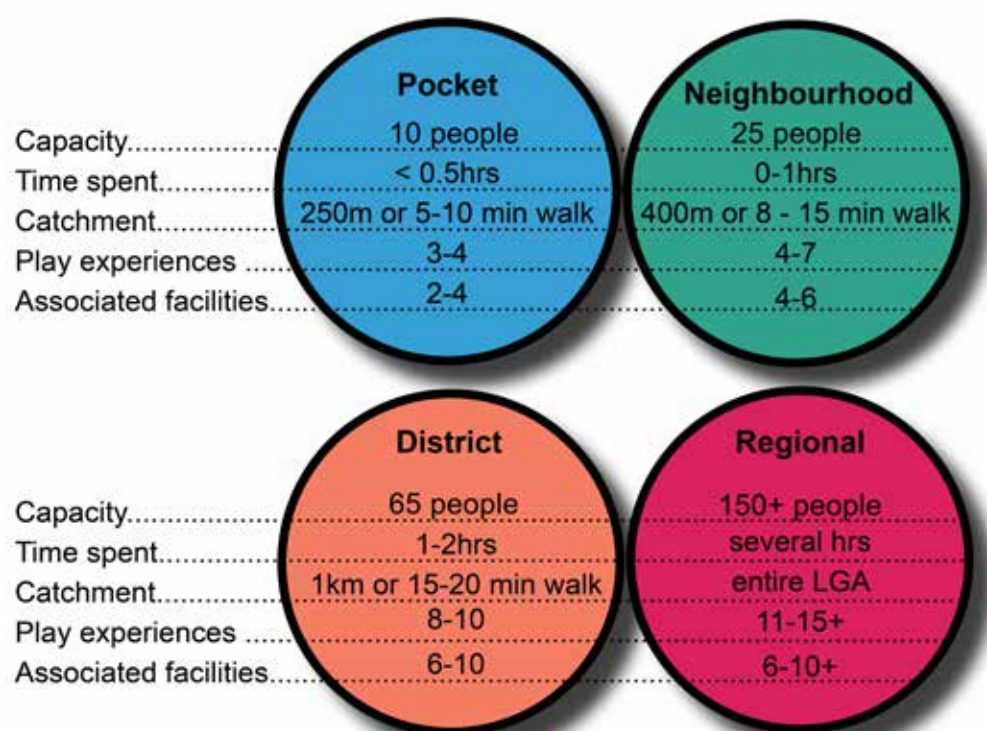 Pocket Neighbourhood
Capacity 10 people 25 people
Time spent < 0.5hrs 0-1hrs
Catchment 250m or 5-10 min walk 400m or 8 - 15 min walk
Play experiences 3-4 4-7
Associated facilities 2-4 4-6
District Regional
Capacity 65 people 150+ people
Time spent 1-2hrs several hrs
Catchment 1km or 15-20 min walk entire LGA
Play experiences 8-10 11-15+
Associated facilities 6-10 6-10+